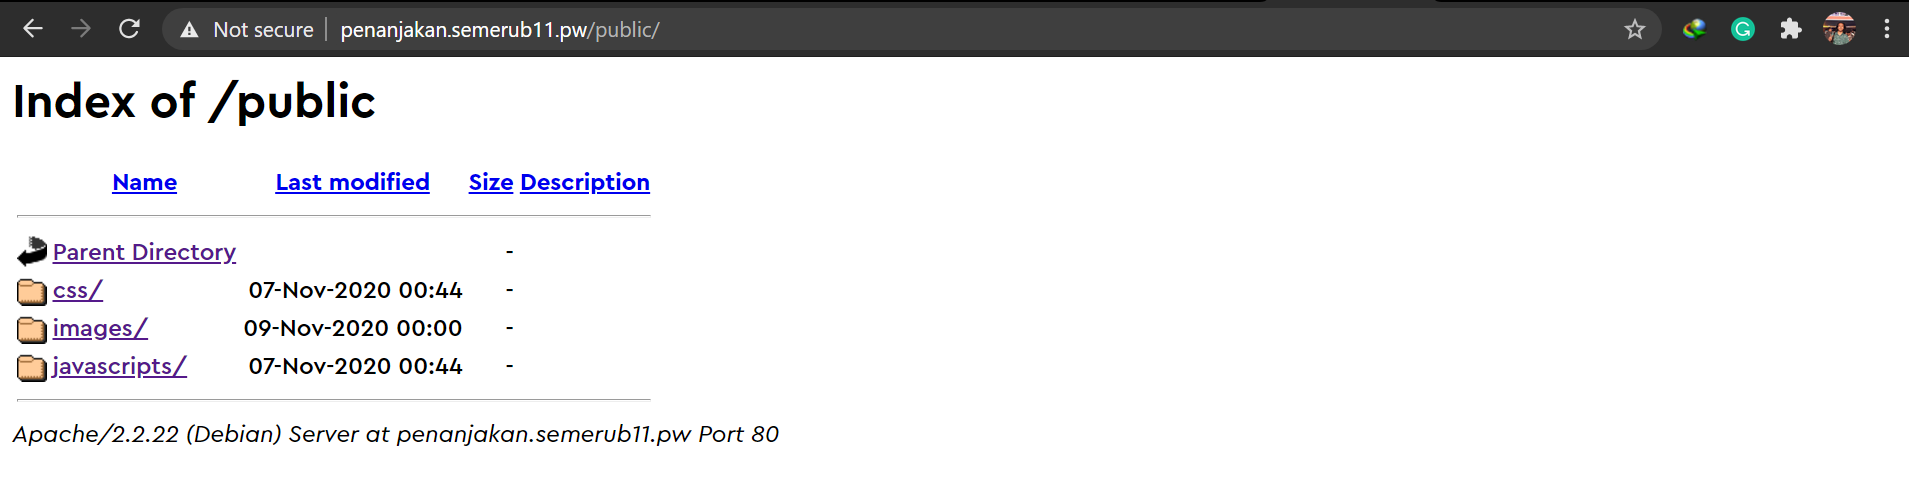 Not secure penanjakan.semerub11.pw/public/
Index of /public
Name Last modified Size Description
Parent Directory -
css/ 07-Nov-2020 00:44 -
images/ 09-Nov-2020 00:00 -
javascripts/ 07-Nov-2020 00:44 -
Apache/2.2.22 (Debian) Server at penanjakan.semerub11.pw Port 80